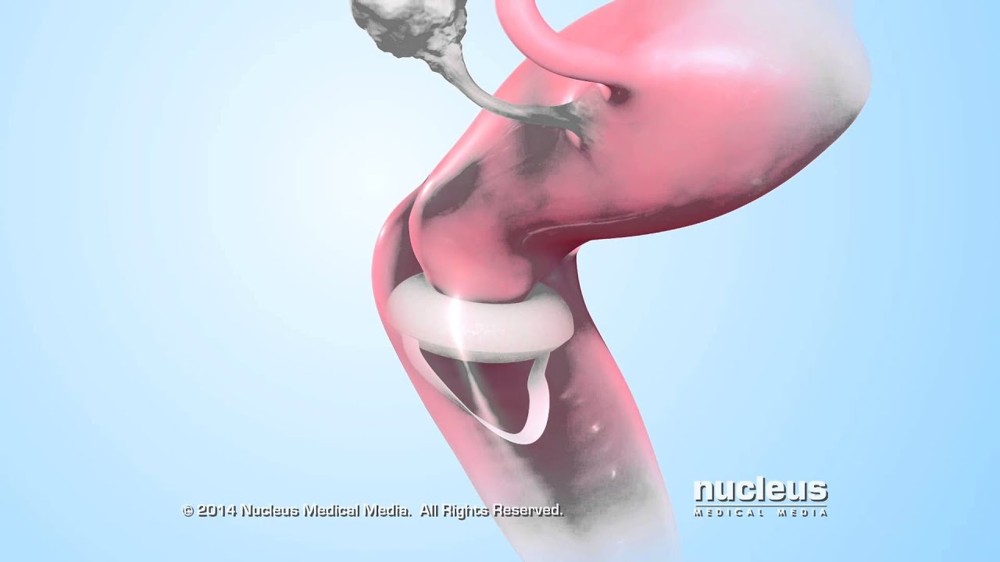 nucleus
© 2014 Nucleus Medical Media. All Rights Reserved.
MEDICAL MEDIA